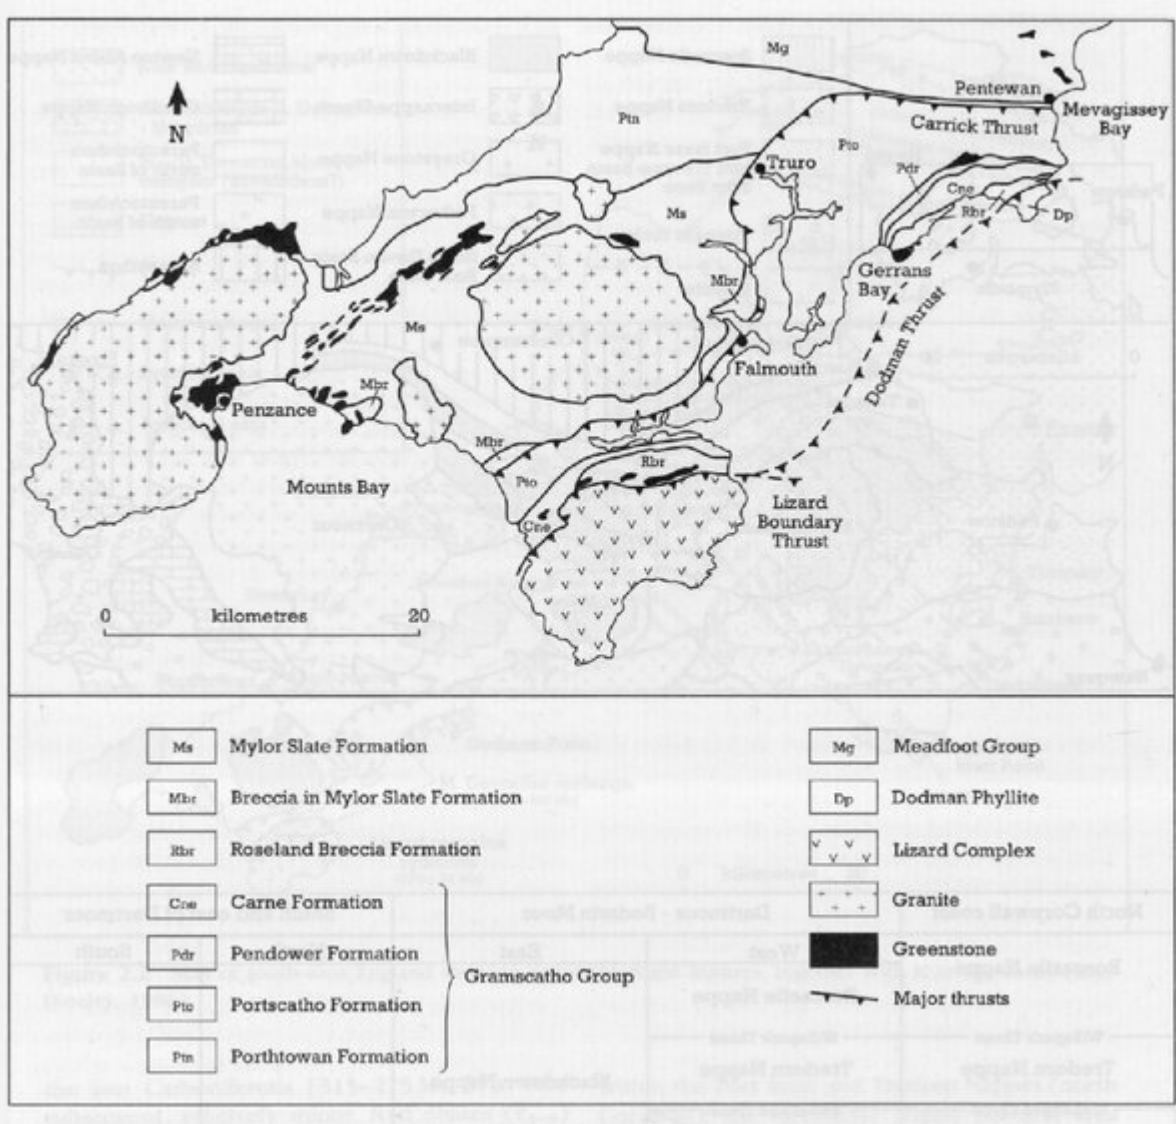 Mg
Pentewan
Mevagissey
Bay
Carrick Thrust
Ptn
Pto
N
Truro
Pdr
Cne
Ms
Rbr
Dp
Gerrans
Bay
Mbr
Ms
Dodman Thrust
Falmouth
Mbr
Penzance
Mbr
Rbr
Pto
Mounts Bay
Lizard
Boundary
Thrust
Cne
0 kilometres 20
Ms Mylor Slate Formation
Mbr Breccia in Mylor Slate Formation
Rbr Roseland Breccia Formation
Cne Carne Formation
Pdr Pendower Formation
Pto Portscatho Formation
Ptn Porthtowan Formation
Gramscatho Group
Mg Meadfoot Group
Dp Dodman Phyllite
Lizard Complex
Granite
Greenstone
Major thrusts